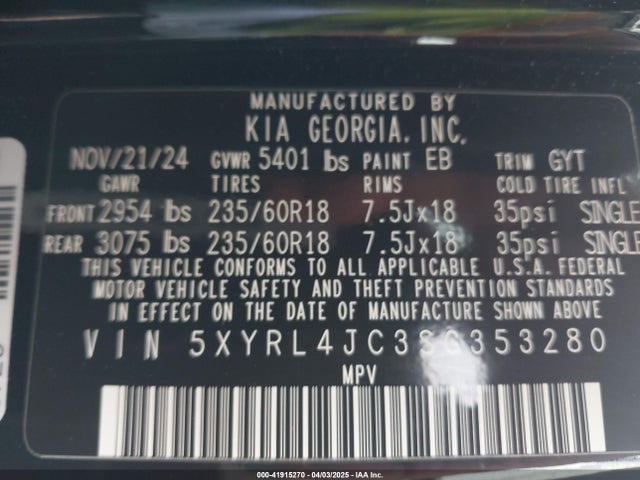 MANUFACTURED BY
KIA GEORGIA, INC.
NOV/21/24 GVWR 5401 lbs PAINT EB TRIM GYT
GAWR TIRES RIMS COLD TIRE INFL
FRONT 2954 lbs 235/60R18 7.5Jx18 35psi SINGLE
REAR 3075 lbs 235/60R18 7.5Jx18 35psi SINGLE
THIS VEHICLE CONFORMS TO ALL APPLICABLE U.S.A. FEDERAL
MOTOR VEHICLE SAFETY AND THEFT PREVENTION STANDARDS
IN EFFECT ON THE DATE OF MANUFACTURE SHOWN ABOVE
VIN 5XYRL4JC3SG353280
MPV
000-41915270 - 04/03/2025 - IAA Inc.